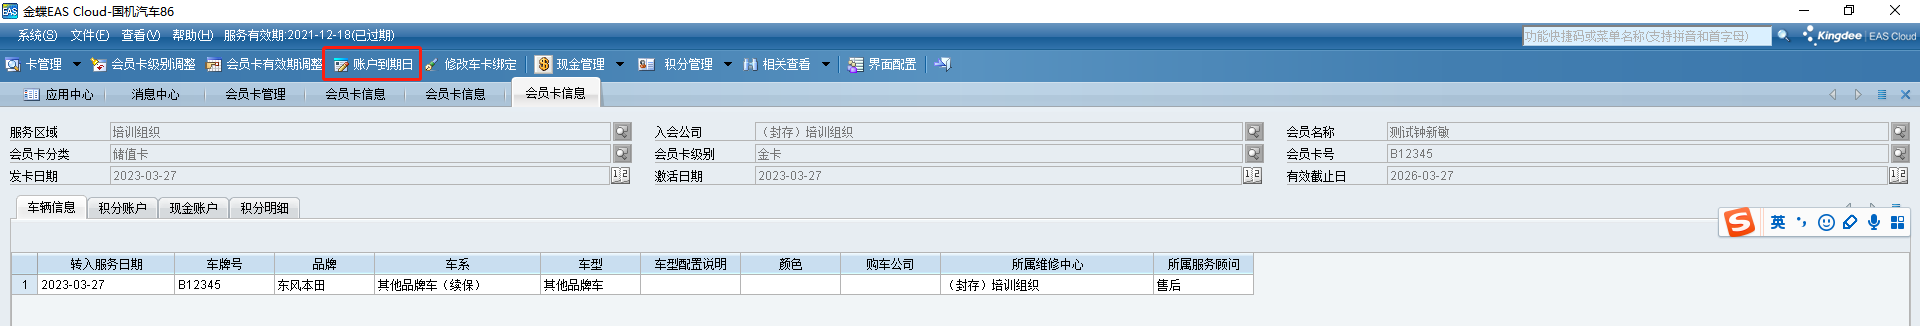 金蝶EAS Cloud-国机汽车86
系统(S) 文件(F) 查看(V) 帮助(H) 服务有效期:2021-12-18(已过期) 功能快捷码或菜单名称(支持拼音和首字母) Kingdee EAS Cloud
卡管理 会员卡级别调整 会员卡有效期调整 账户到期日 修改车卡绑定 现金管理 积分管理 相关查看 界面配置
应用中心 消息中心 会员卡管理 会员卡信息 会员卡信息 会员卡信息
服务区域 培训组织 入会公司 （封存）培训组织 会员名称 测试钟新敏
会员卡分类 储值卡 会员卡级别 金卡 会员卡号 B12345
发卡日期 2023-03-27 激活日期 2023-03-27 有效截止日 2026-03-27
车辆信息 积分账户 现金账户 积分明细
英
转入服务日期 车牌号 品牌 车系 车型 车型配置说明 颜色 购车公司 所属维修中心 所属服务顾问
1 2023-03-27 B12345 东风本田 其他品牌车（续保） 其他品牌车 （封存）培训组织 售后